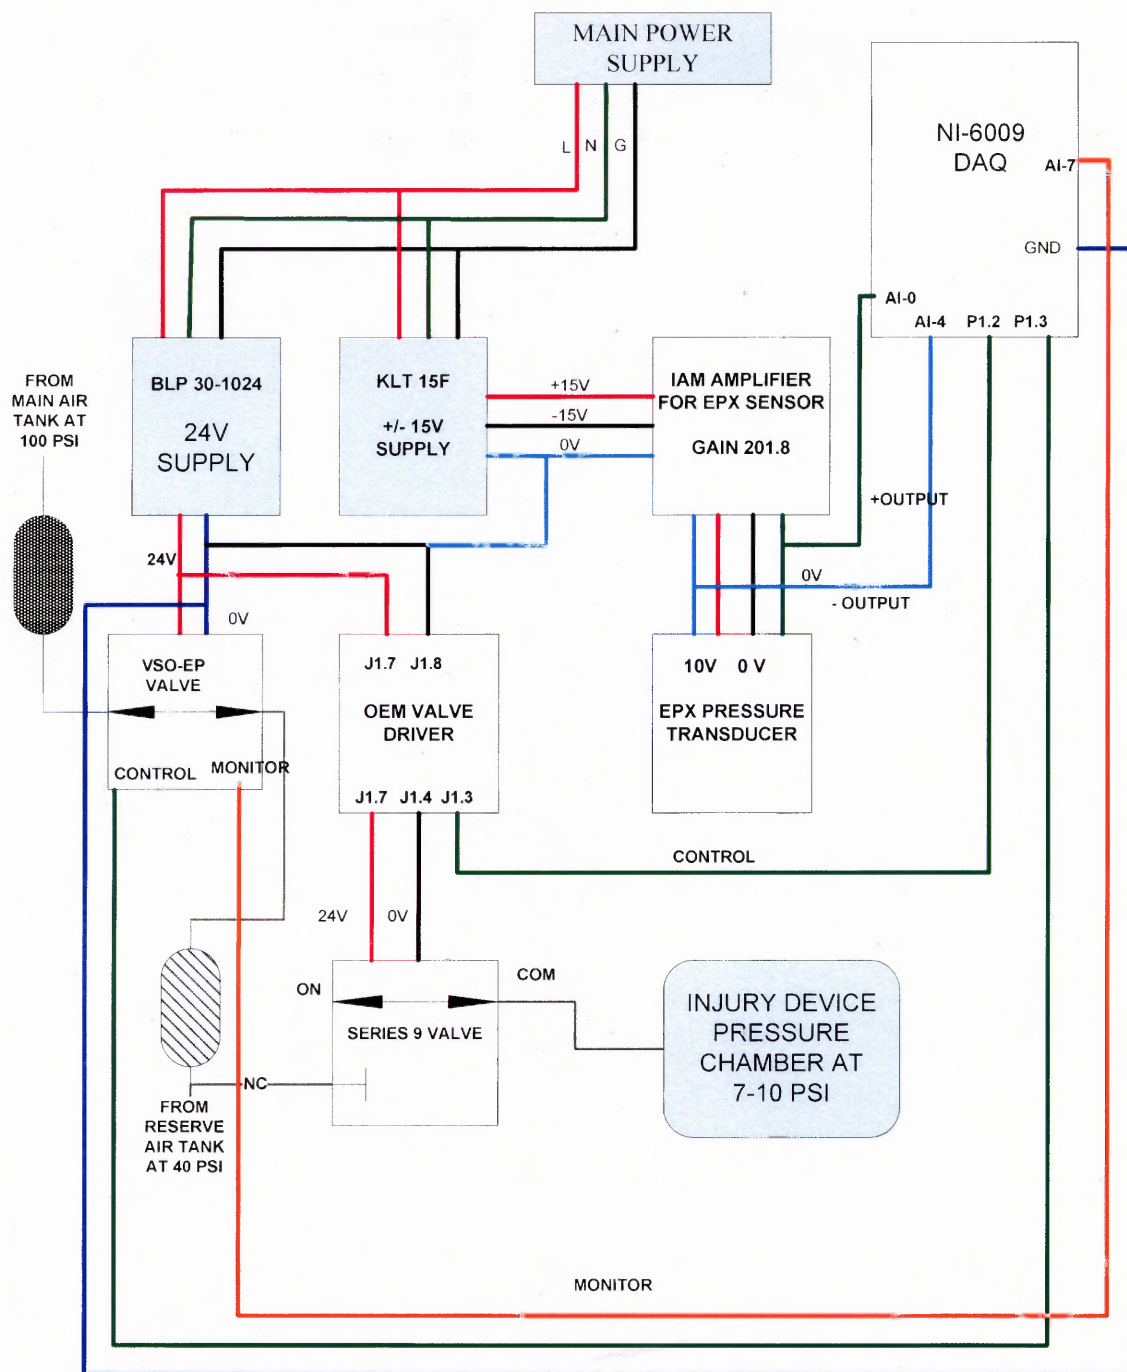 MAIN POWER
SUPPLY
NI-6009
DAQ
AI-7
L N G
GND
AI-0
AI-4 P1.2 P1.3
FROM
MAIN AIR
TANK AT
100 PSI
BLP 30-1024
24V
SUPPLY
KLT 15F
+/- 15V
SUPPLY
+15V
-15V
0V
IAM AMPLIFIER
FOR EPX SENSOR
GAIN 201.8
+OUTPUT
24V
0V
0V
- OUTPUT
VSO-EP
VALVE
CONTROL MONITOR
J1.7 J1.8
OEM VALVE
DRIVER
J1.7 J1.4 J1.3
10V 0 V
EPX PRESSURE
TRANSDUCER
CONTROL
24V 0V
ON
COM
SERIES 9 VALVE
NC
INJURY DEVICE
PRESSURE
CHAMBER AT
7-10 PSI
FROM
RESERVE
AIR TANK
AT 40 PSI
MONITOR